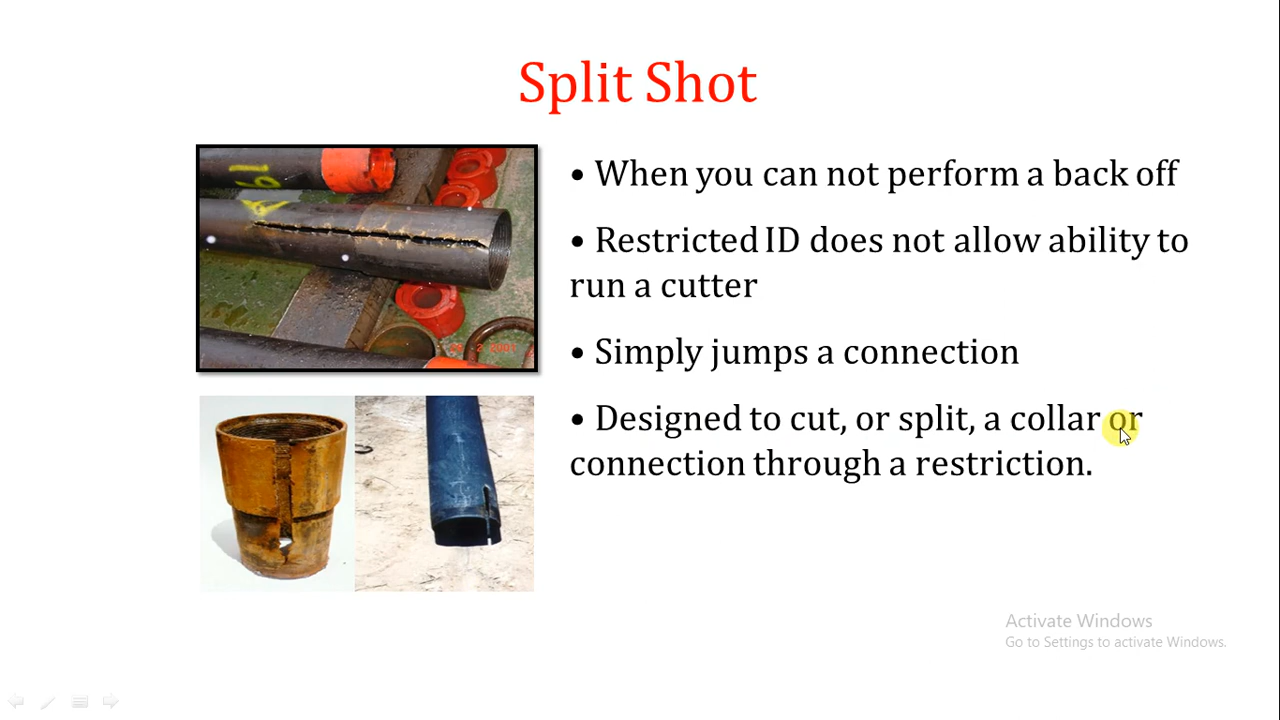 Split Shot
• When you can not perform a back off
• Restricted ID does not allow ability to
run a cutter
• Simply jumps a connection
• Designed to cut, or split, a collar or
connection through a restriction.
Activate Windows
Go to Settings to activate Windows.